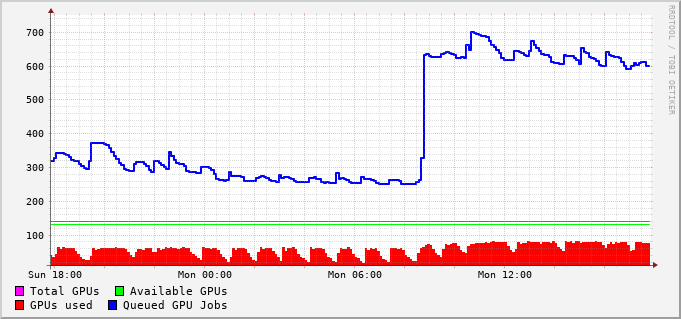 700
600
500
400
300
200
100
Sun 18:00 Mon 00:00 Mon 06:00 Mon 12:00
Total GPUs Available GPUs
GPUs used Queued GPU Jobs
RRDTOOL / TOBI OETIKER